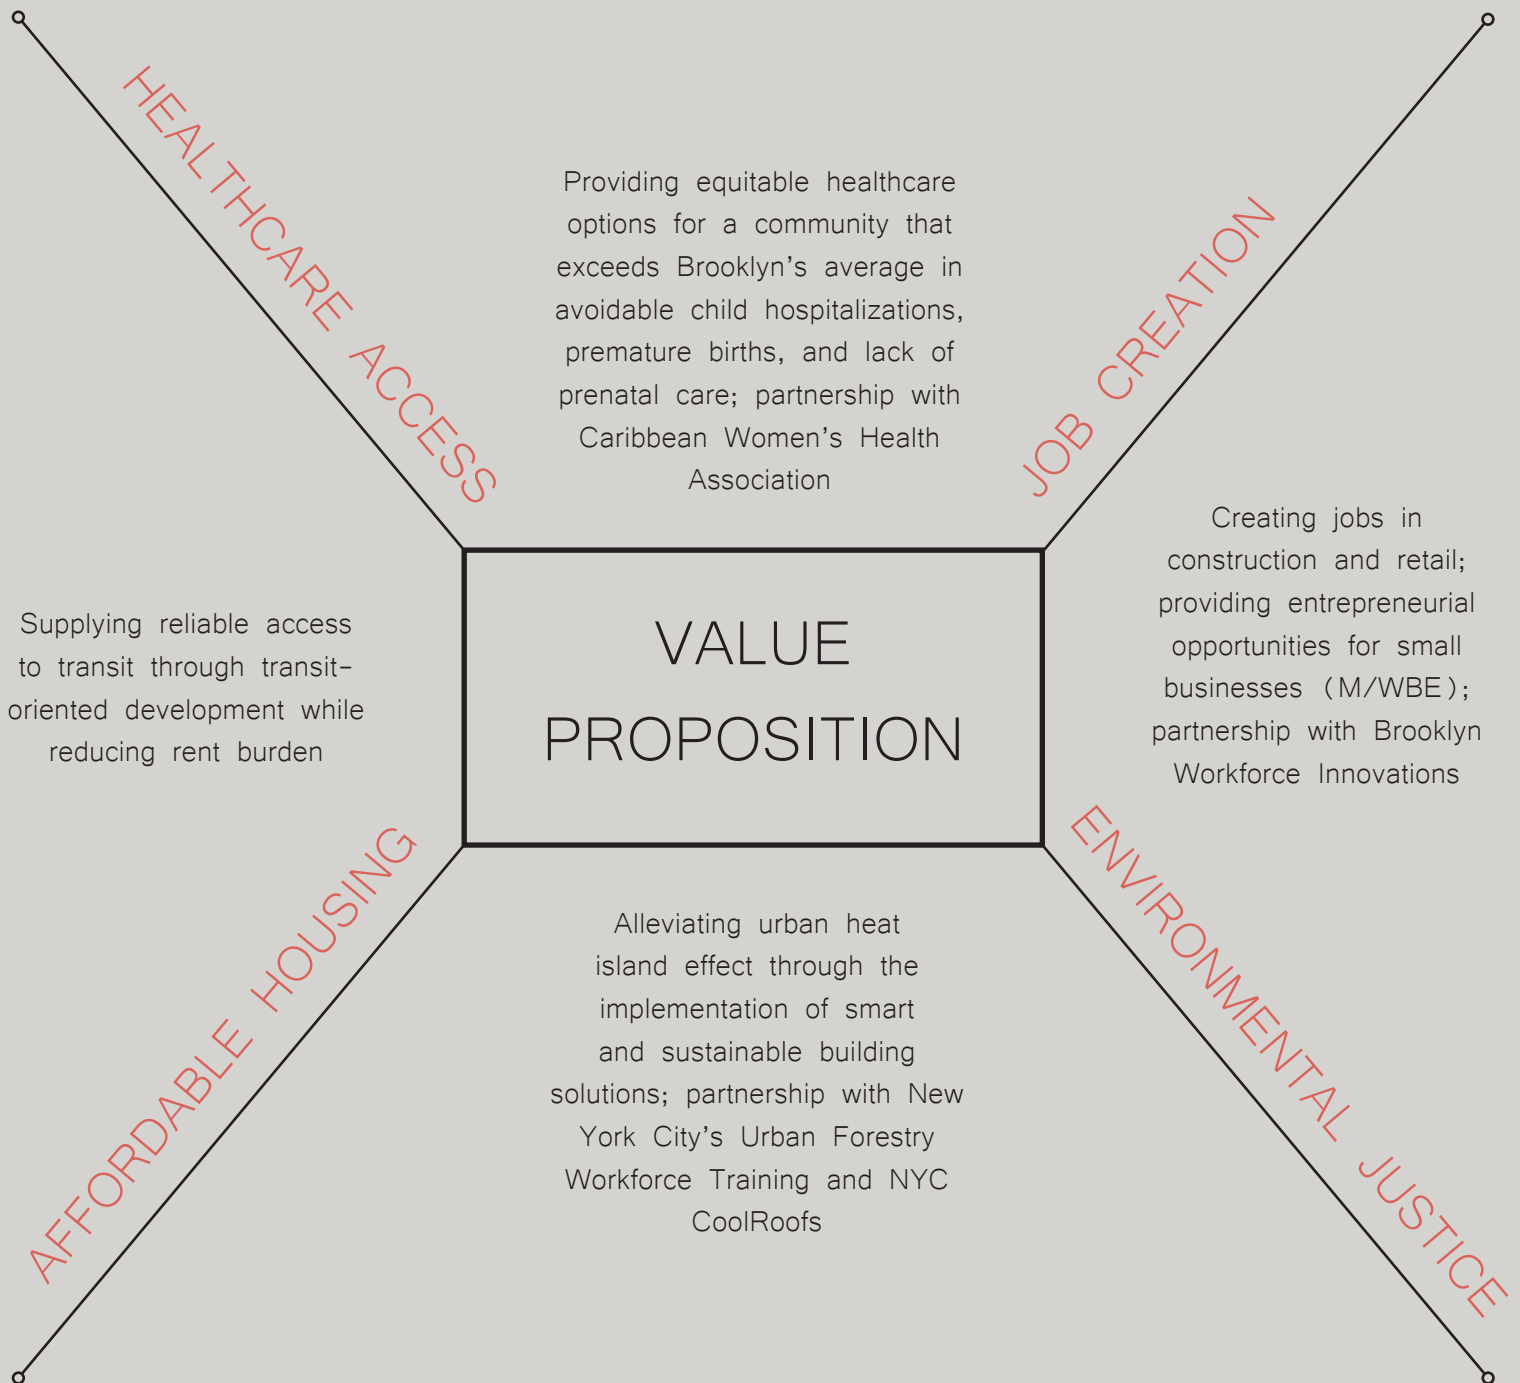 HEALTHCARE ACCESS
Providing equitable healthcare
options for a community that
exceeds Brooklyn’s average in
avoidable child hospitalizations,
premature births, and lack of
prenatal care; partnership with
Caribbean Women’s Health
Association
JOB CREATION
Creating jobs in
construction and retail;
providing entrepreneurial
opportunities for small
businesses (M/WBE);
partnership with Brooklyn
Workforce Innovations
VALUE
PROPOSITION
Supplying reliable access
to transit through transit-
oriented development while
reducing rent burden
AFFORDABLE HOUSING
Alleviating urban heat
island effect through the
implementation of smart
and sustainable building
solutions; partnership with New
York City’s Urban Forestry
Workforce Training and NYC
CoolRoofs
ENVIRONMENTAL JUSTICE